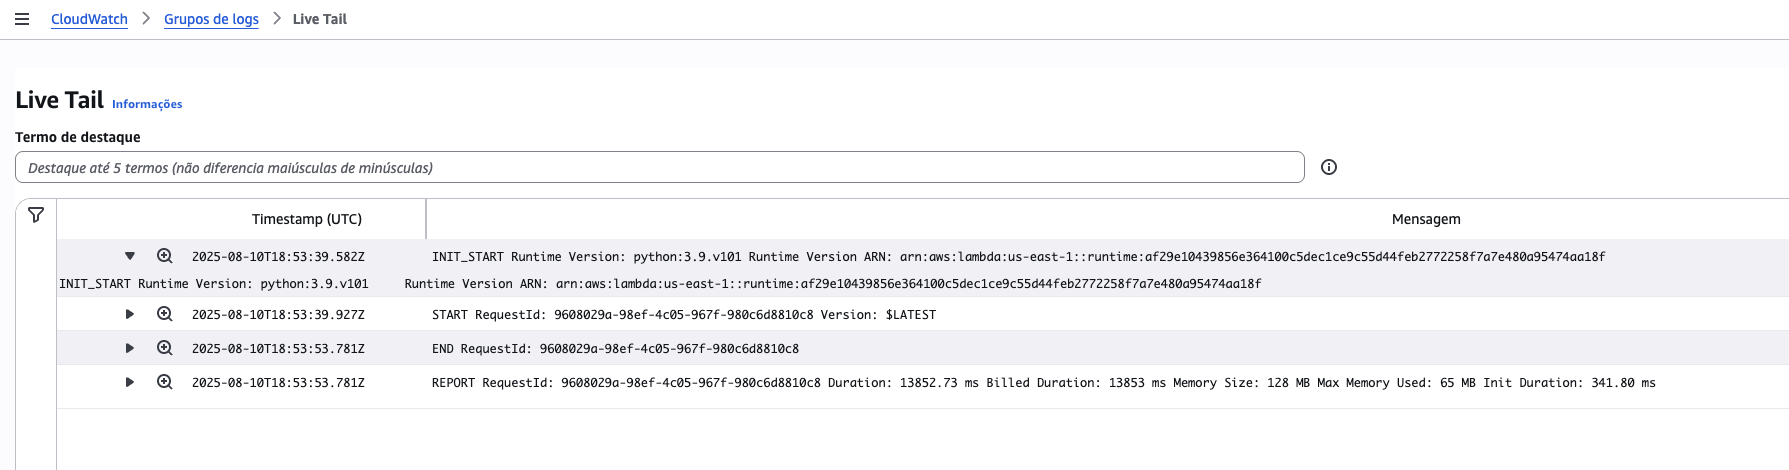 CloudWatch > Grupos de logs > Live Tail
Live Tail Informações
Termo de destaque
Destaque até 5 termos (não diferencia maiúsculas de minúsculas)
Timestamp (UTC) Mensagem
2025-08-10T18:53:39.582Z INIT_START Runtime Version: python:3.9.v101 Runtime Version ARN: arn:aws:lambda:us-east-1::runtime:af29e10439856e364100c5dec1ce9c55d44feb2772258f7a7e480a95474aa18f
INIT_START Runtime Version: python:3.9.v101 Runtime Version ARN: arn:aws:lambda:us-east-1::runtime:af29e10439856e364100c5dec1ce9c55d44feb2772258f7a7e480a95474aa18f
2025-08-10T18:53:39.927Z START RequestId: 9608029a-98ef-4c05-967f-980c6d8810c8 Version: $LATEST
2025-08-10T18:53:53.781Z END RequestId: 9608029a-98ef-4c05-967f-980c6d8810c8
2025-08-10T18:53:53.781Z REPORT RequestId: 9608029a-98ef-4c05-967f-980c6d8810c8 Duration: 13852.73 ms Billed Duration: 13853 ms Memory Size: 128 MB Max Memory Used: 65 MB Init Duration: 341.80 ms